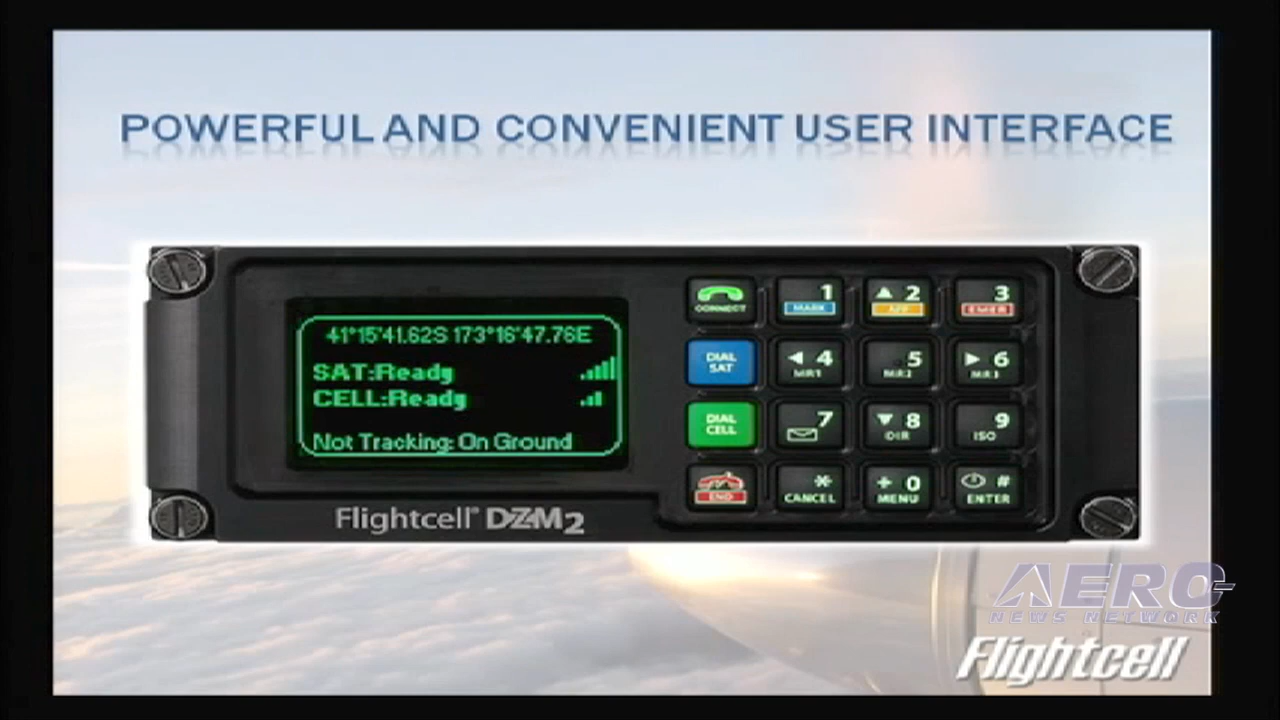 POWERFUL AND CONVENIENT USER INTERFACE
41°15'41.62S 173°16'47.76E
SAT:Ready
CELL:Ready
Not Tracking: On Ground
CONNECT
1 MARK
▲ 2
3 EMER
DIAL SAT
◄ 4 MR1
5 MR2
► 6 MR3
DIAL CELL
7
▼ 8 DIR
9 ISO
END
* CANCEL
+ 0 MENU
# ENTER
Flightcell® DZM2
AERO
NEWS NETWORK
Flightcell